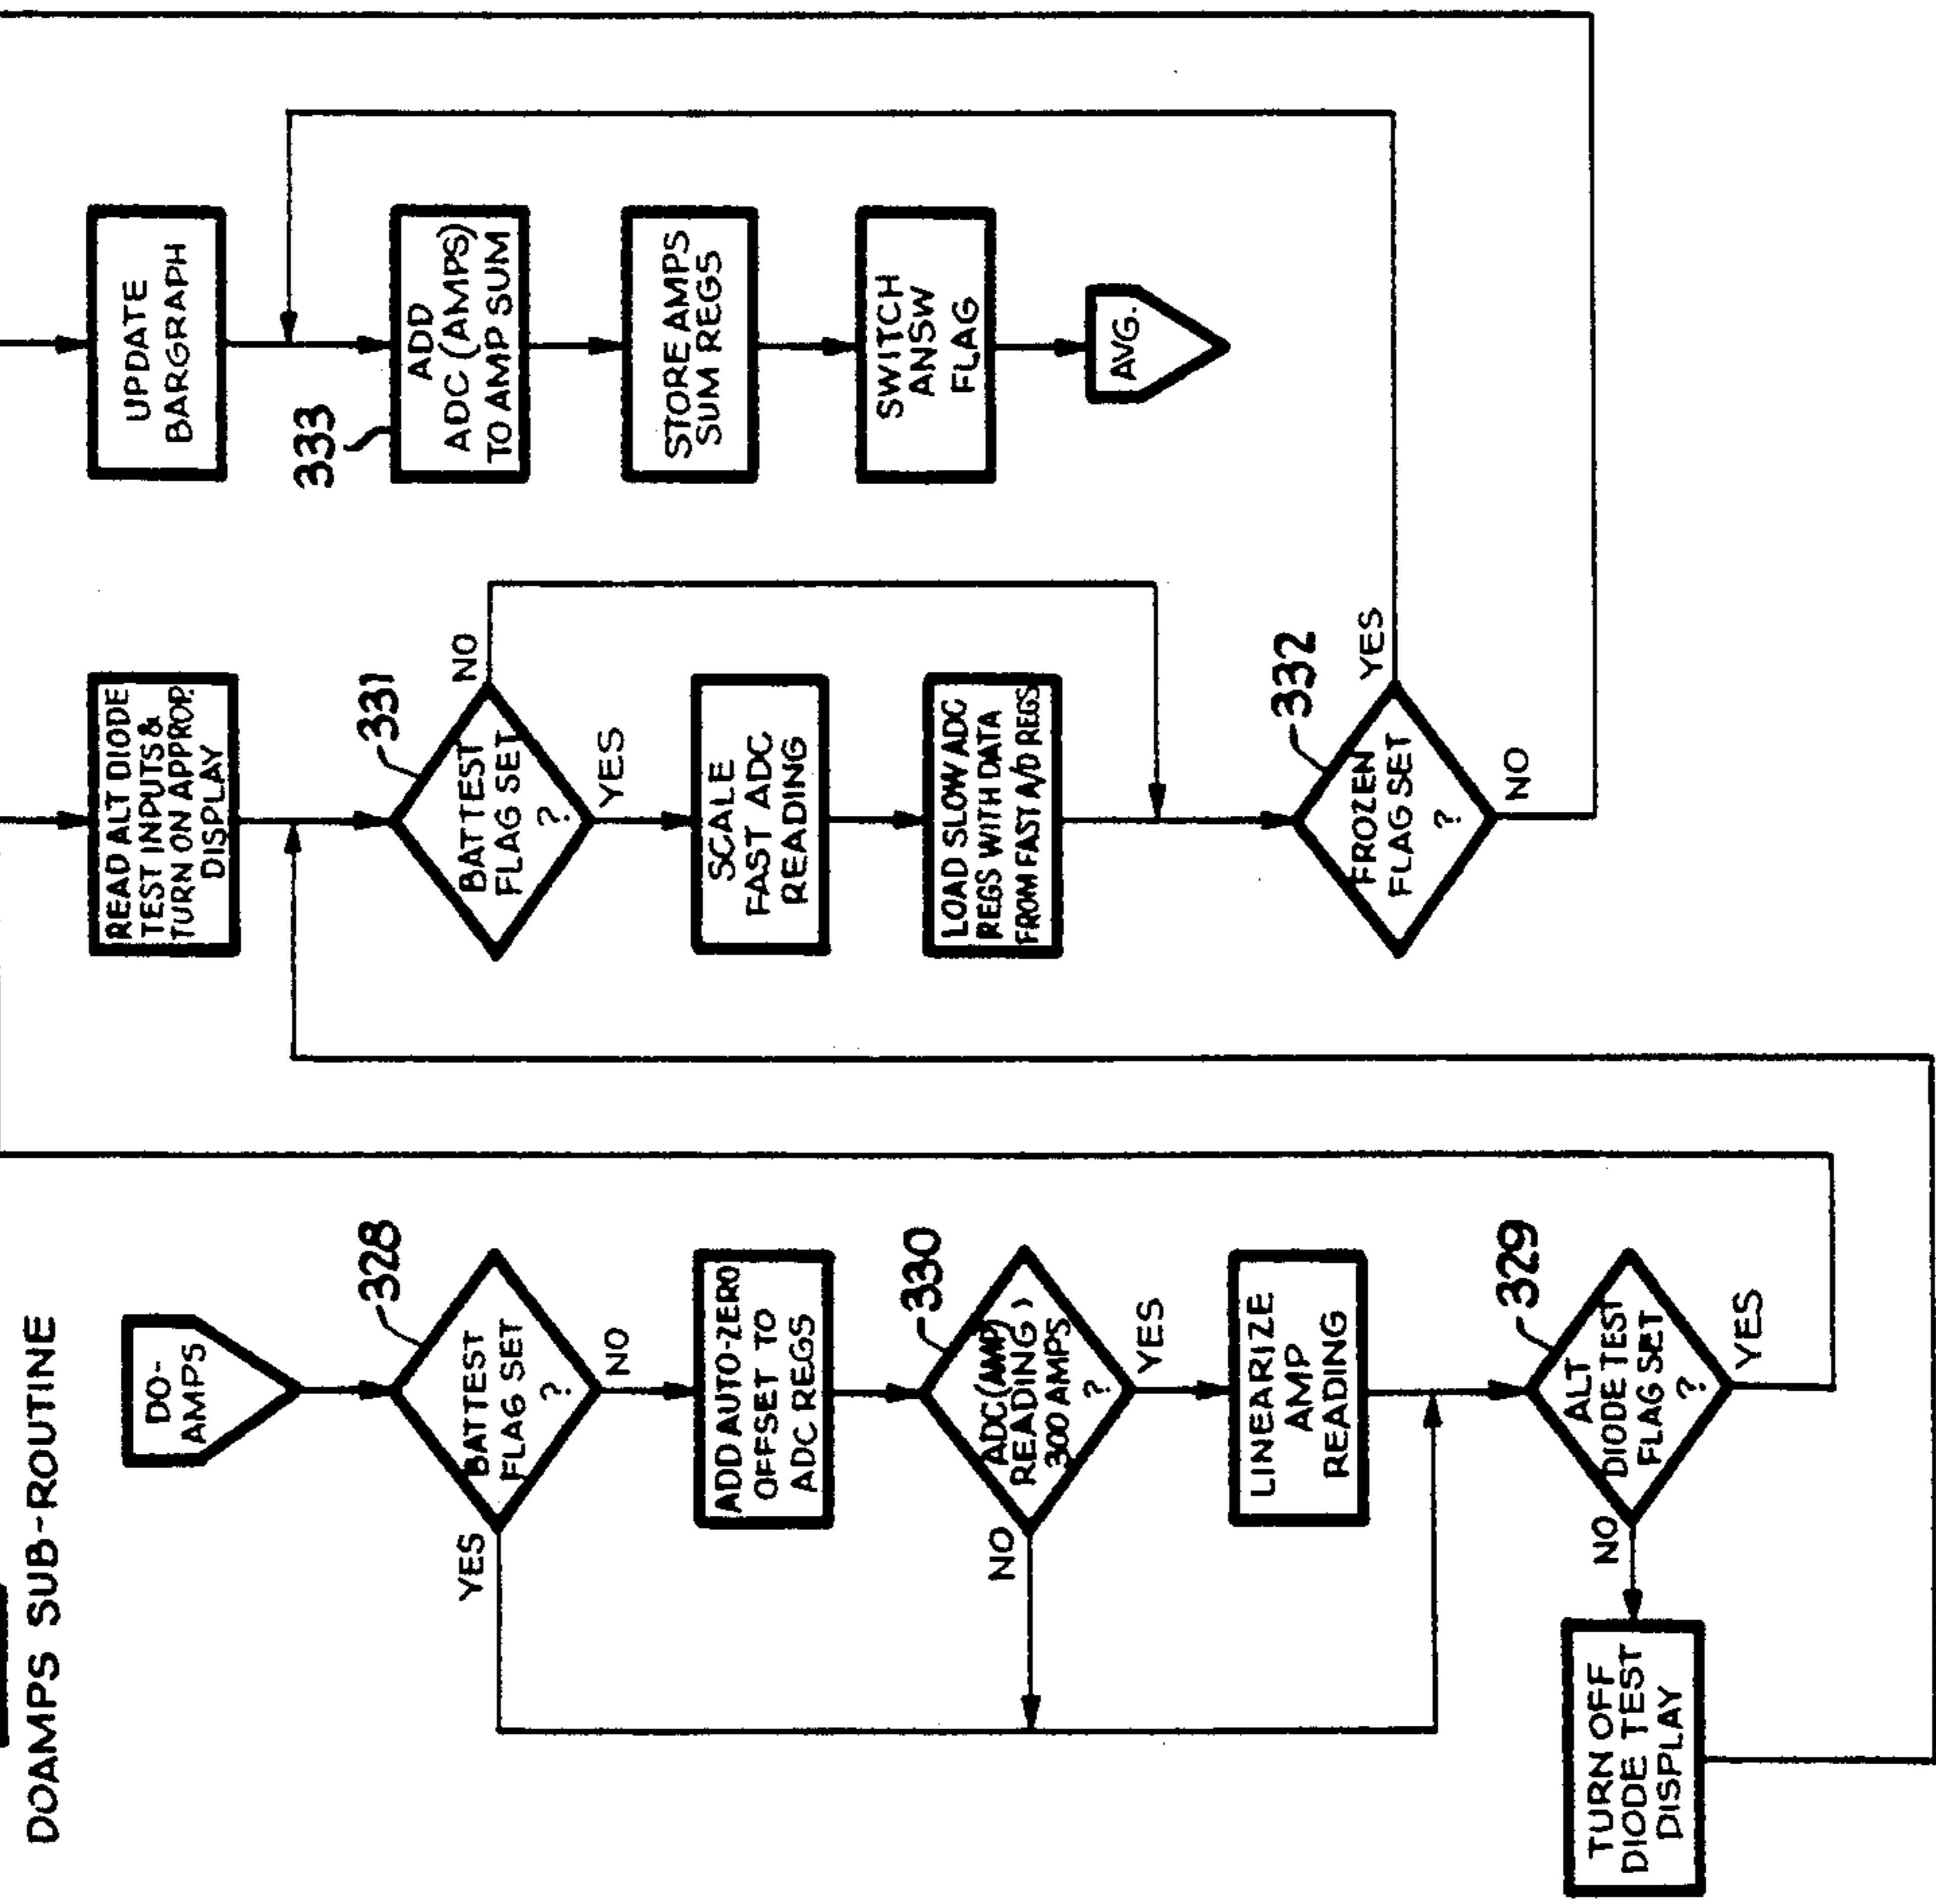 DOAMPS SUB-ROUTINE
DO-
AMPS
328
BATTEST
FLAG SET
?
YES
NO
ADD AUTO-ZERO
OFFSET TO
ADC REGS
330
ADC (AMP)
READING >
300 AMPS
?
NO
YES
LINEARIZE
AMP
READING
329
ALT
DIODE TEST
FLAG SET
?
NO
YES
TURN OFF
DIODE TEST
DISPLAY
READ ALT DIODE
TEST INPUTS &
TURN ON APPROP.
DISPLAY
331
BATTEST
FLAG SET
?
NO
YES
SCALE
FAST ADC
READING
LOAD SLOW ADC
REGS WITH DATA
FROM FAST A/D REGS
332
FROZEN
FLAG SET
?
YES
NO
UPDATE
BARGRAPH
333
ADD
ADC (AMPS)
TO AMP SUM
STORE AMPS
SUM REGS
SWITCH
ANSW
FLAG
AVG.